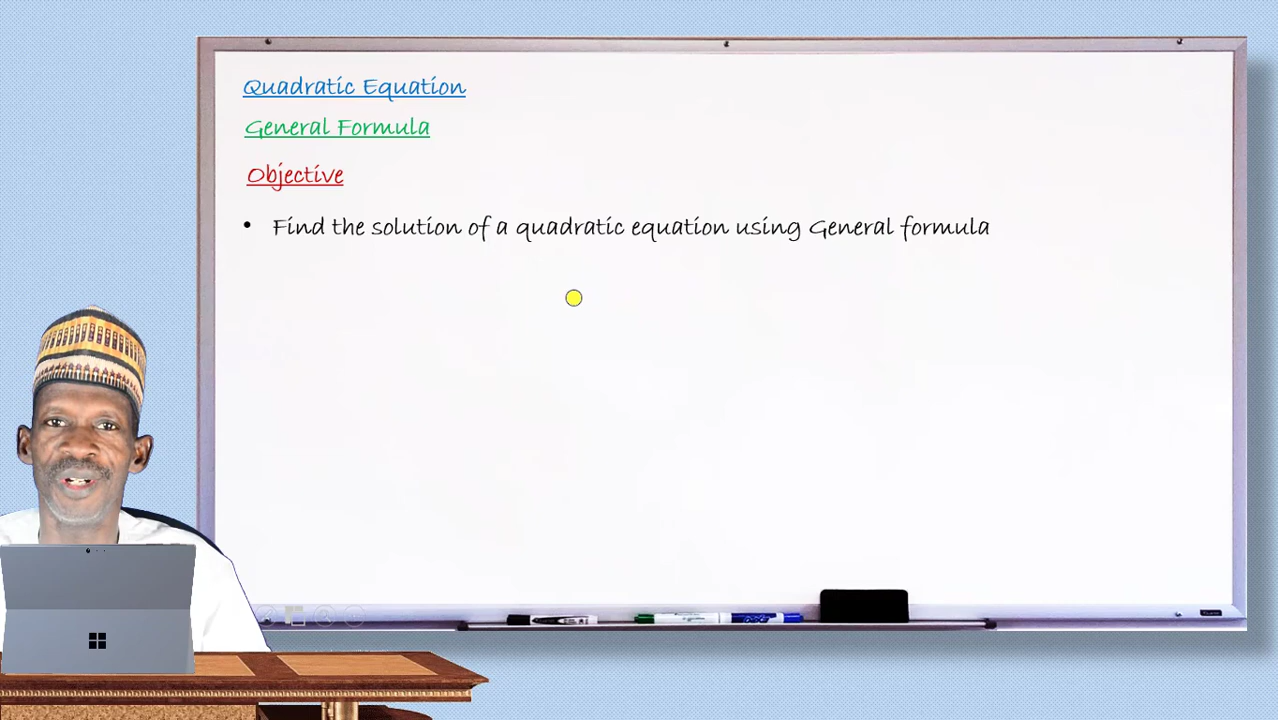 Quadratic Equation
General Formula
Objective
• Find the solution of a quadratic equation using General formula